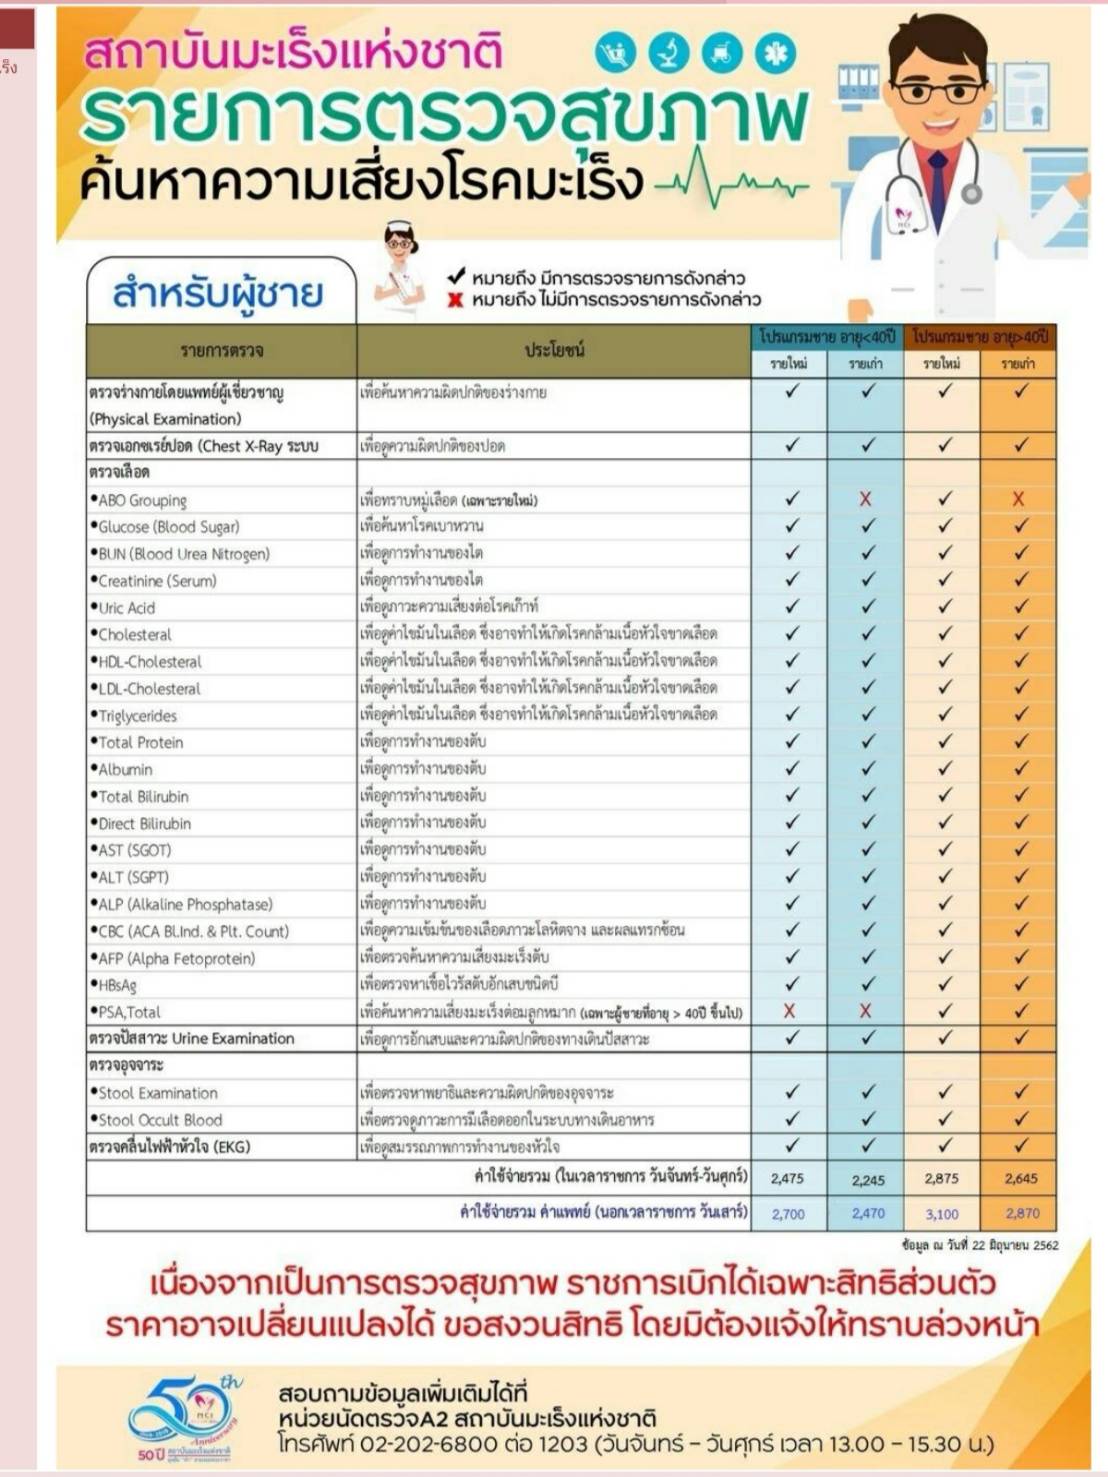 เร็ง
สถาบันมะเร็งแห่งชาติ
รายการตรวจสุขภาพ
ค้นหาความเสี่ยงโรคมะเร็ง
สำหรับผู้ชาย
✓ หมายถึง มีการตรวจรายการดังกล่าว
X หมายถึง ไม่มีการตรวจรายการดังกล่าว
รายการตรวจ ประโยชน์ โปรแกรมชาย อายุ<40ปี โปรแกรมชาย อายุ>40ปี
รายใหม่ รายเก่า รายใหม่ รายเก่า
ตรวจร่างกายโดยแพทย์ผู้เชี่ยวชาญ เพื่อค้นหาความผิดปกติของร่างกาย ✓ ✓ ✓ ✓
(Physical Examination)
ตรวจเอกซเรย์ปอด (Chest X-Ray ระบบ เพื่อดูความผิดปกติของปอด ✓ ✓ ✓ ✓
ตรวจเลือด
•ABO Grouping เพื่อทราบหมู่เลือด (เฉพาะรายใหม่) ✓ X ✓ X
•Glucose (Blood Sugar) เพื่อค้นหาโรคเบาหวาน ✓ ✓ ✓ ✓
•BUN (Blood Urea Nitrogen) เพื่อดูการทำงานของไต ✓ ✓ ✓ ✓
•Creatinine (Serum) เพื่อดูการทำงานของไต ✓ ✓ ✓ ✓
•Uric Acid เพื่อดูภาวะความเสี่ยงต่อโรคเก๊าท์ ✓ ✓ ✓ ✓
•Cholesteral เพื่อดูค่าไขมันในเลือด ซึ่งอาจทำให้เกิดโรคกล้ามเนื้อหัวใจขาดเลือด ✓ ✓ ✓ ✓
•HDL-Cholesteral เพื่อดูค่าไขมันในเลือด ซึ่งอาจทำให้เกิดโรคกล้ามเนื้อหัวใจขาดเลือด ✓ ✓ ✓ ✓
•LDL-Cholesteral เพื่อดูค่าไขมันในเลือด ซึ่งอาจทำให้เกิดโรคกล้ามเนื้อหัวใจขาดเลือด ✓ ✓ ✓ ✓
•Triglycerides เพื่อดูค่าไขมันในเลือด ซึ่งอาจทำให้เกิดโรคกล้ามเนื้อหัวใจขาดเลือด ✓ ✓ ✓ ✓
•Total Protein เพื่อดูการทำงานของตับ ✓ ✓ ✓ ✓
•Albumin เพื่อดูการทำงานของตับ ✓ ✓ ✓ ✓
•Total Bilirubin เพื่อดูการทำงานของตับ ✓ ✓ ✓ ✓
•Direct Bilirubin เพื่อดูการทำงานของตับ ✓ ✓ ✓ ✓
•AST (SGOT) เพื่อดูการทำงานของตับ ✓ ✓ ✓ ✓
•ALT (SGPT) เพื่อดูการทำงานของตับ ✓ ✓ ✓ ✓
•ALP (Alkaline Phosphatase) เพื่อดูการทำงานของตับ ✓ ✓ ✓ ✓
•CBC (ACA Bl.Ind. & Plt. Count) เพื่อดูความเข้มข้นของเลือดภาวะโลหิตจาง และผลแทรกซ้อน ✓ ✓ ✓ ✓
•AFP (Alpha Fetoprotein) เพื่อตรวจค้นหาความเสี่ยงมะเร็งตับ ✓ ✓ ✓ ✓
•HBsAg เพื่อตรวจหาเชื้อไวรัสตับอักเสบชนิดบี ✓ ✓ ✓ ✓
•PSA,Total เพื่อค้นหาความเสี่ยงมะเร็งต่อมลูกหมาก (เฉพาะผู้ชายที่อายุ > 40ปี ขึ้นไป) X X ✓ ✓
ตรวจปัสสาวะ Urine Examination เพื่อดูการอักเสบและความผิดปกติของทางเดินปัสสาวะ ✓ ✓ ✓ ✓
ตรวจอุจจาระ
•Stool Examination เพื่อตรวจหาพยาธิและความผิดปกติของอุจจาระ ✓ ✓ ✓ ✓
•Stool Occult Blood เพื่อตรวจดูภาวะการมีเลือดออกในระบบทางเดินอาหาร ✓ ✓ ✓ ✓
ตรวจคลื่นไฟฟ้าหัวใจ (EKG) เพื่อดูสมรรถภาพการทำงานของหัวใจ ✓ ✓ ✓ ✓
ค่าใช้จ่ายรวม (ในเวลาราชการ วันจันทร์-วันศุกร์) 2,475 2,245 2,875 2,645
ค่าใช้จ่ายรวม ค่าแพทย์ (นอกเวลาราชการ วันเสาร์) 2,700 2,470 3,100 2,870
ข้อมูล ณ วันที่ 22 มิถุนายน 2562
เนื่องจากเป็นการตรวจสุขภาพ ราชการเบิกได้เฉพาะสิทธิส่วนตัว
ราคาอาจเปลี่ยนแปลงได้ ขอสงวนสิทธิ โดยมิต้องแจ้งให้ทราบล่วงหน้า
50th
NCI
Anniversary
50 ปี สถาบันมะเร็งแห่งชาติ
สอบถามข้อมูลเพิ่มเติมได้ที่
หน่วยนัดตรวจA2 สถาบันมะเร็งแห่งชาติ
โทรศัพท์ 02-202-6800 ต่อ 1203 (วันจันทร์ – วันศุกร์ เวลา 13.00 – 15.30 น.)